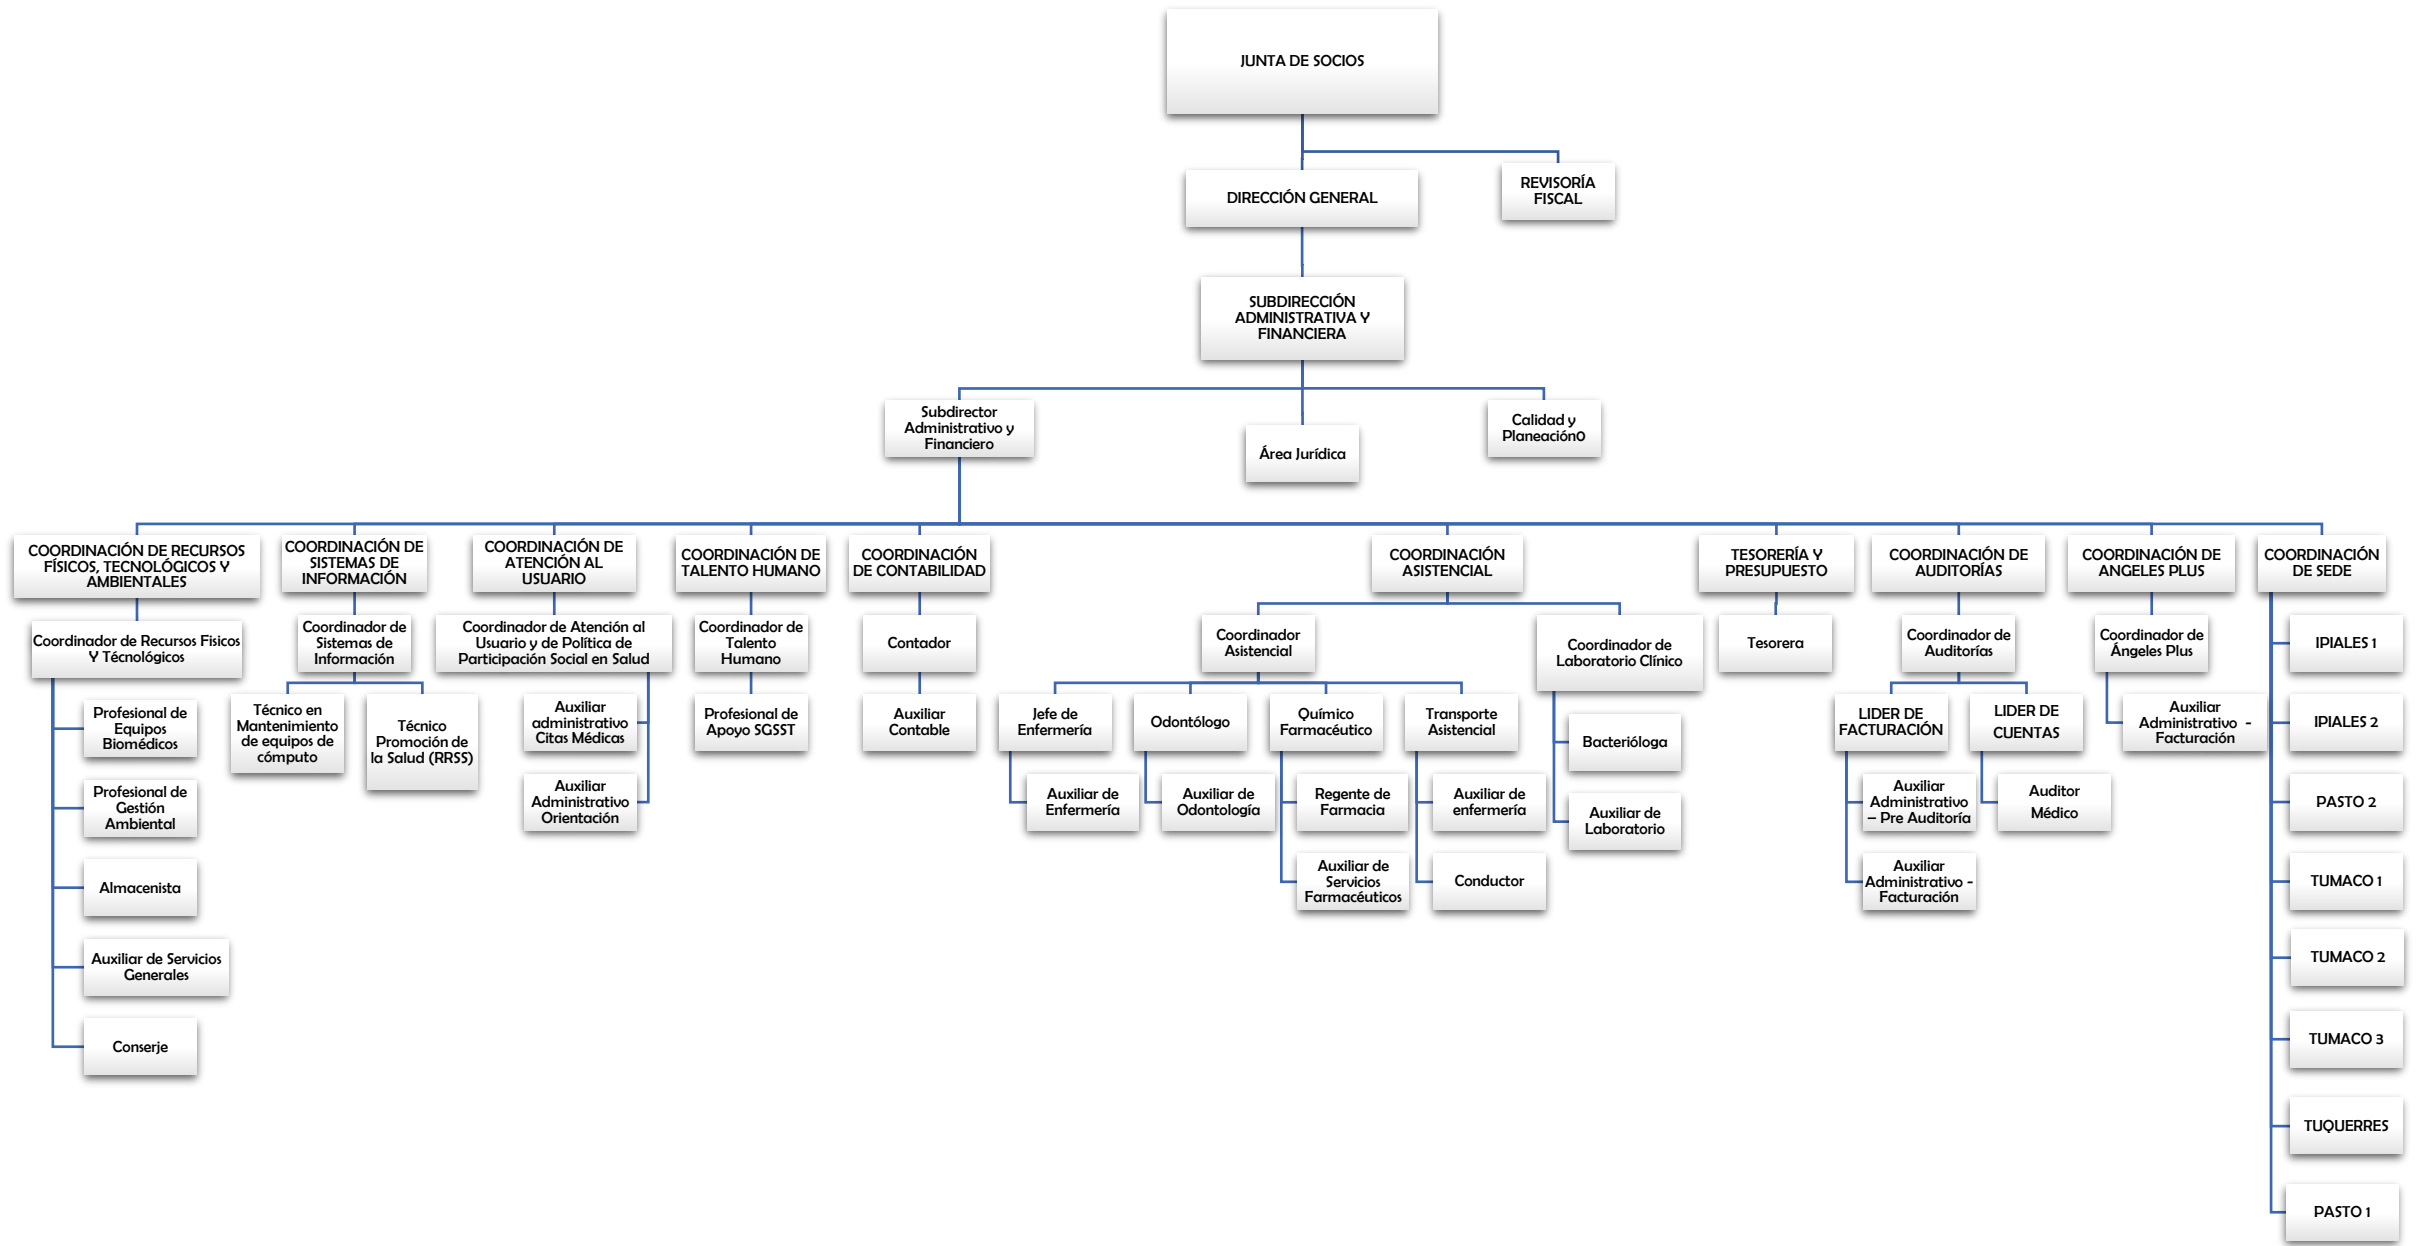 JUNTA DE SOCIOS
DIRECCIÓN GENERAL
REVISORÍA
FISCAL
SUBDIRECCIÓN
ADMINISTRATIVA Y
FINANCIERA
Subdirector
Administrativo y
Financiero
Área Jurídica
Calidad y
Planeación0
COORDINACIÓN DE RECURSOS
FÍSICOS, TECNOLÓGICOS Y
AMBIENTALES
Coordinador de Recursos Fisicos
Y Técnológicos
Profesional de
Equipos
Biomédicos
Profesional de
Gestión
Ambiental
Almacenista
Auxiliar de Servicios
Generales
Conserje
COORDINACIÓN DE
SISTEMAS DE
INFORMACIÓN
Coordinador de
Sistemas de
Información
Técnico en
Mantenimiento
de equipos de
cómputo
Técnico
Promoción de
la Salud (RRSS)
COORDINACIÓN DE
ATENCIÓN AL
USUARIO
Coordinador de Atención al
Usuario y de Política de
Participación Social en Salud
Auxiliar
administrativo
Citas Médicas
Auxiliar
Administrativo
Orientación
COORDINACIÓN DE
TALENTO HUMANO
Coordinador de
Talento
Humano
Profesional de
Apoyo SGSST
COORDINACIÓN
DE CONTABILIDAD
Contador
Auxiliar
Contable
COORDINACIÓN
ASISTENCIAL
Coordinador
Asistencial
Jefe de
Enfermería
Auxiliar de
Enfermería
Odontólogo
Auxiliar de
Odontología
Químico
Farmacéutico
Regente de
Farmacia
Auxiliar de
Servicios
Farmacéuticos
Transporte
Asistencial
Auxiliar de
enfermería
Conductor
Coordinador de
Laboratorio Clínico
Bacterióloga
Auxiliar de
Laboratorio
TESORERÍA Y
PRESUPUESTO
Tesorera
COORDINACIÓN DE
AUDITORÍAS
Coordinador de
Auditorías
LIDER DE
FACTURACIÓN
Auxiliar
Administrativo
– Pre Auditoría
Auxiliar
Administrativo -
Facturación
LIDER DE
CUENTAS
Auditor
Médico
COORDINACIÓN DE
ANGELES PLUS
Coordinador de
Ángeles Plus
Auxiliar
Administrativo -
Facturación
COORDINACIÓN
DE SEDE
IPIALES 1
IPIALES 2
PASTO 2
TUMACO 1
TUMACO 2
TUMACO 3
TUQUERRES
PASTO 1